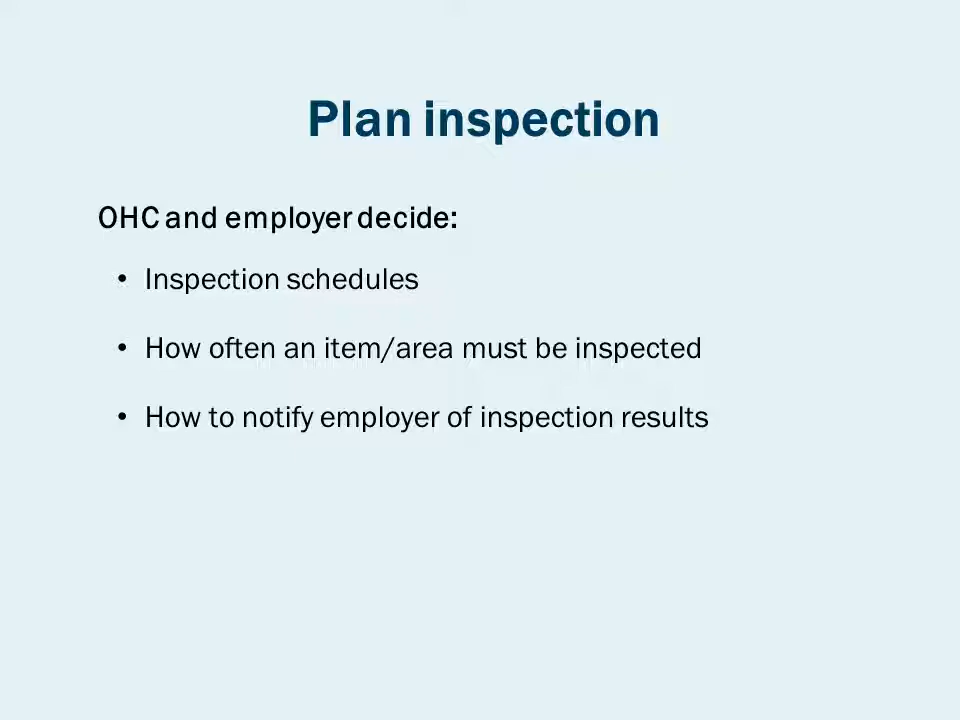 Plan inspection
OHC and employer decide:
• Inspection schedules
• How often an item/area must be inspected
• How to notify employer of inspection results